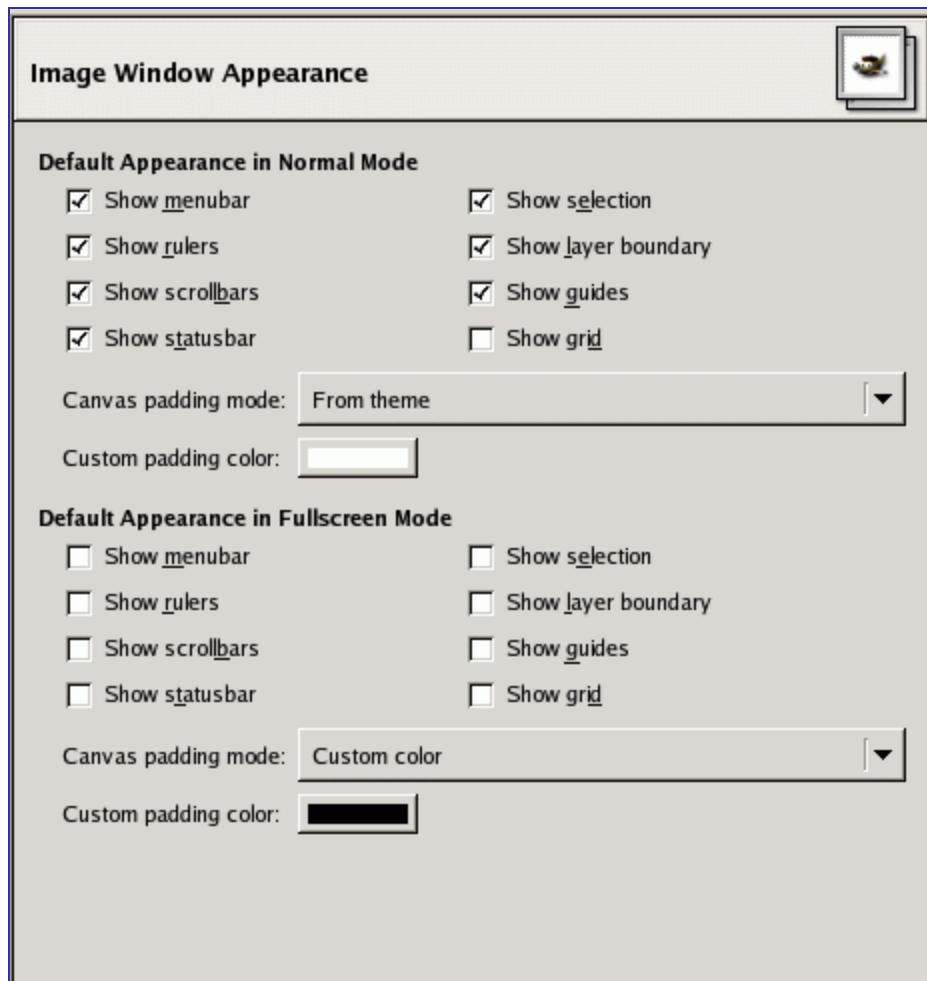 Image Window Appearance
Default Appearance in Normal Mode
Show menubar
Show selection
Show rulers
Show layer boundary
Show scrollbars
Show guides
Show statusbar
Show grid
Canvas padding mode: From theme
Custom padding color:
Default Appearance in Fullscreen Mode
Show menubar
Show selection
Show rulers
Show layer boundary
Show scrollbars
Show guides
Show statusbar
Show grid
Canvas padding mode: Custom color
Custom padding color: